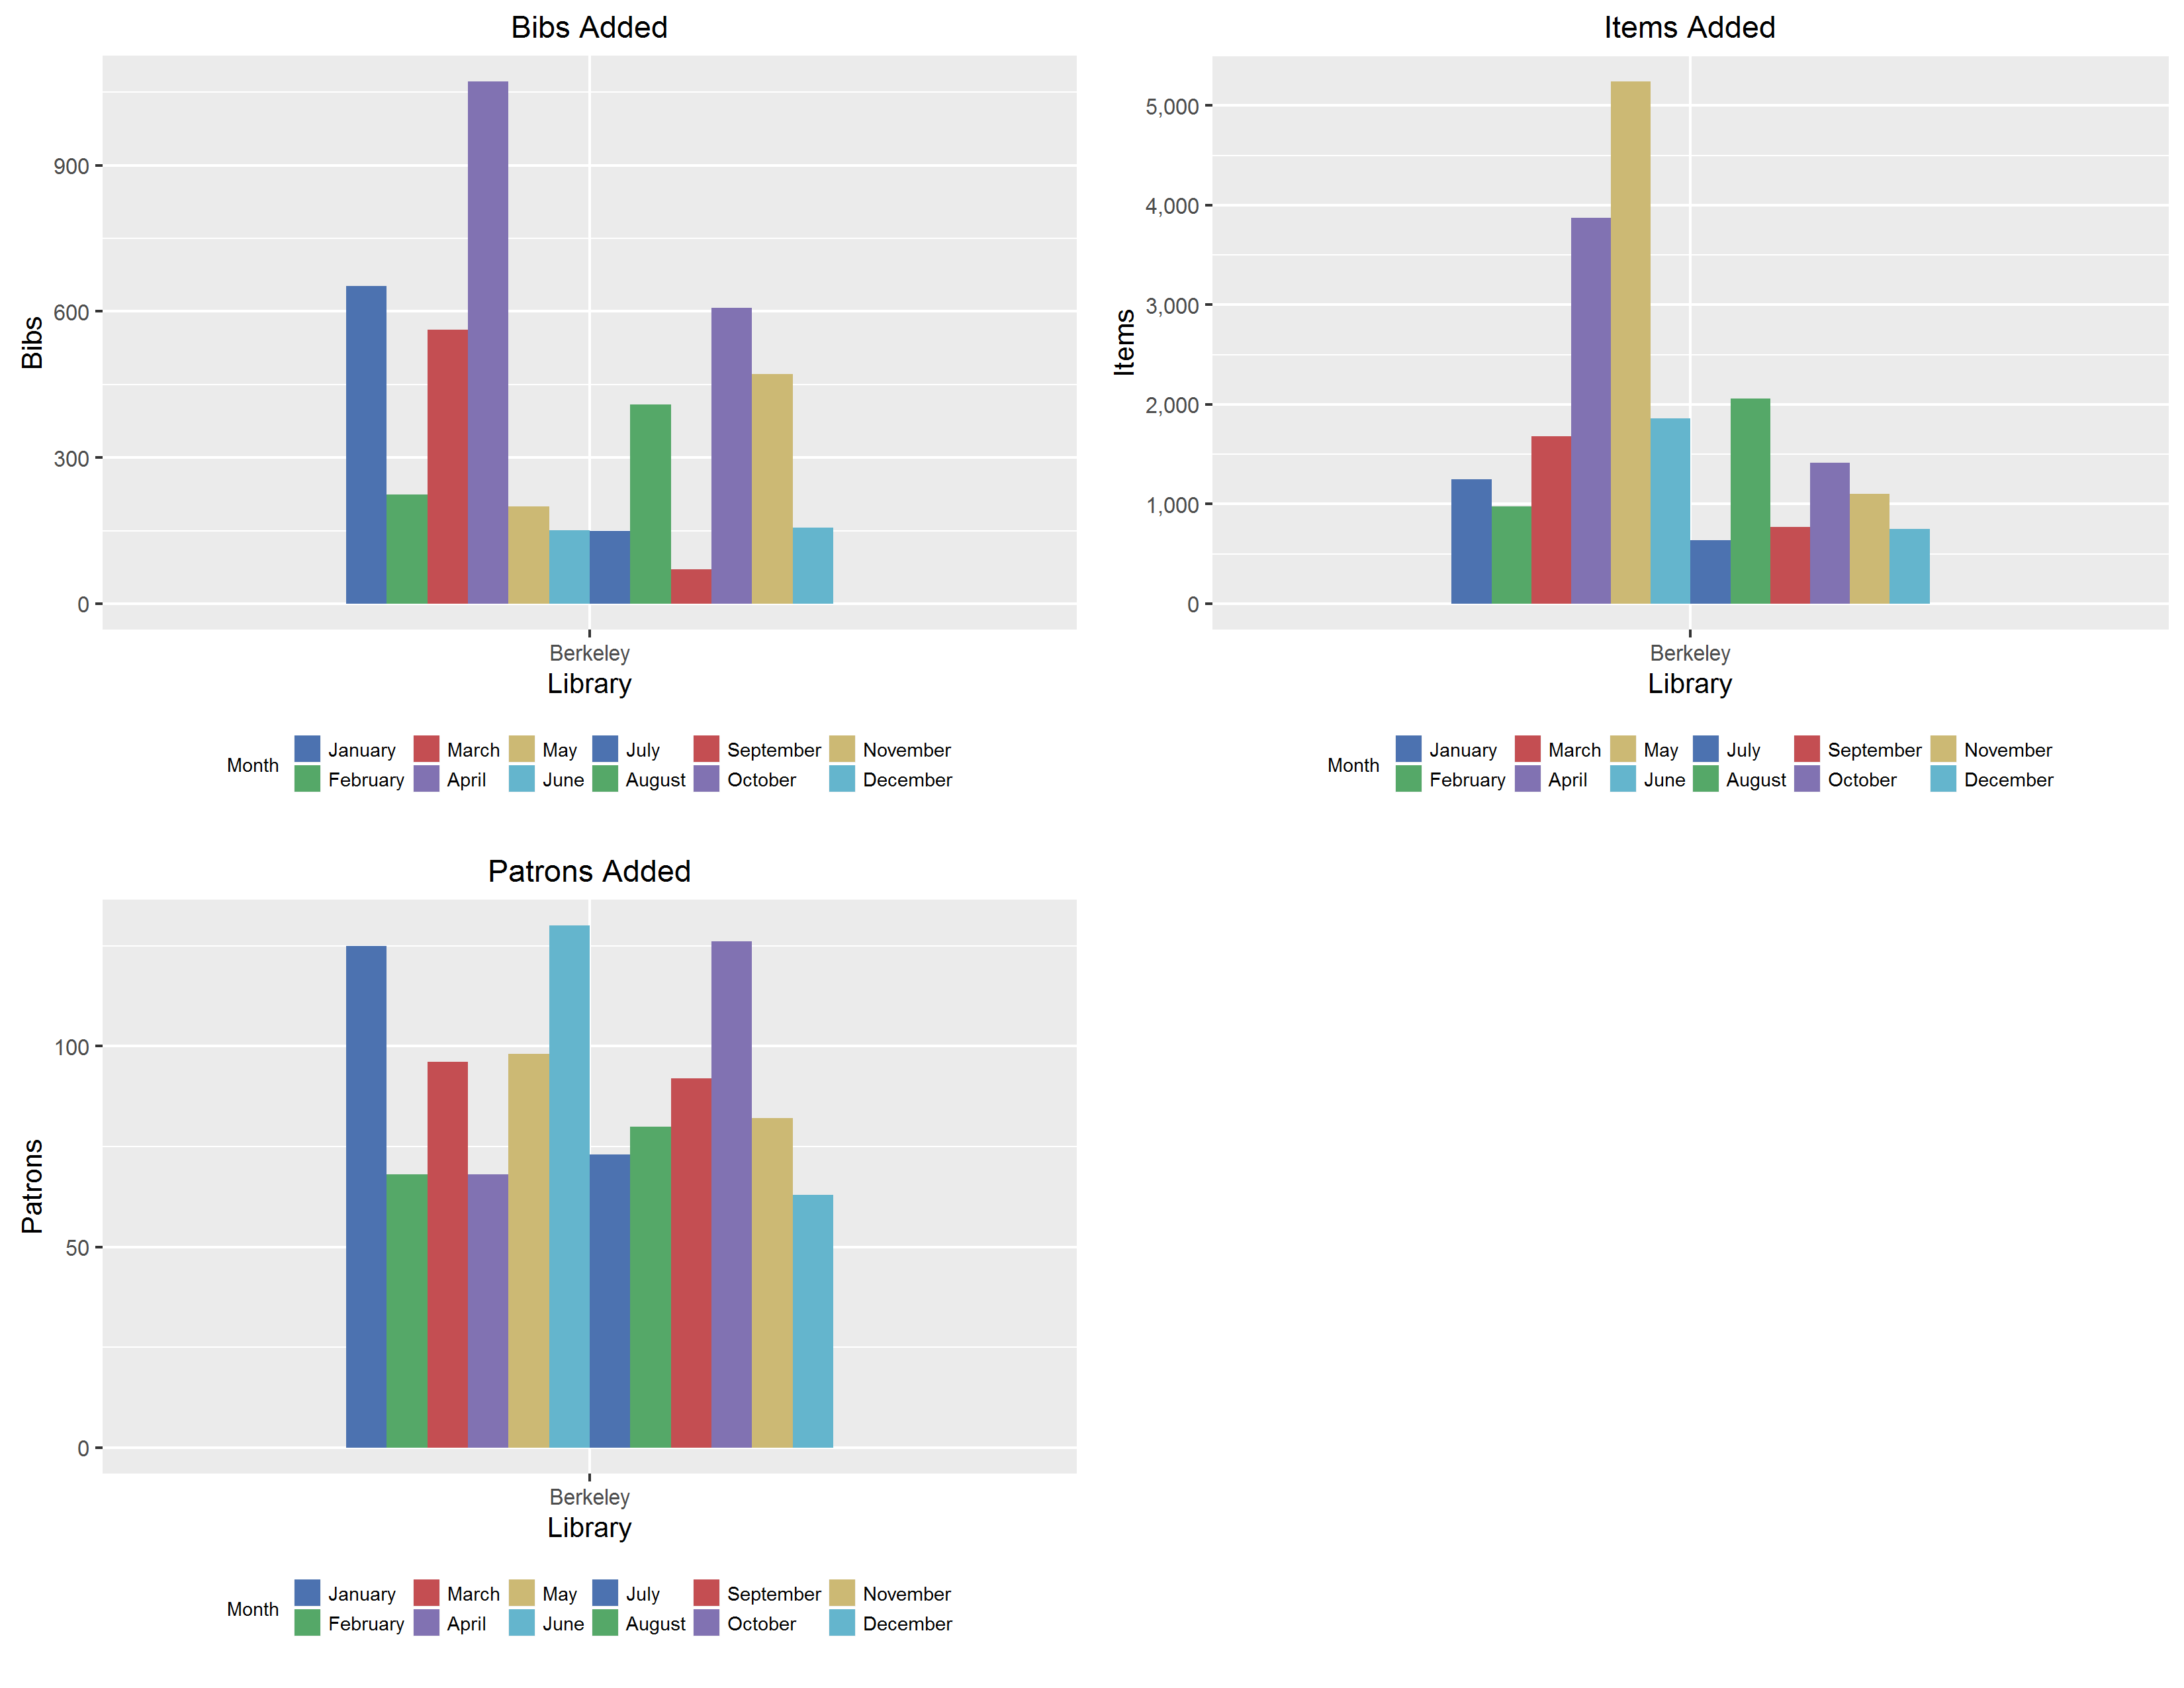 Bibs Added
Bibs
900
600
300
0
Berkeley
Library
Month
January March May July September November
February April June August October December
Items Added
Items
5,000
4,000
3,000
2,000
1,000
0
Berkeley
Library
Month
January March May July September November
February April June August October December
Patrons Added
Patrons
100
50
0
Berkeley
Library
Month
January March May July September November
February April June August October December